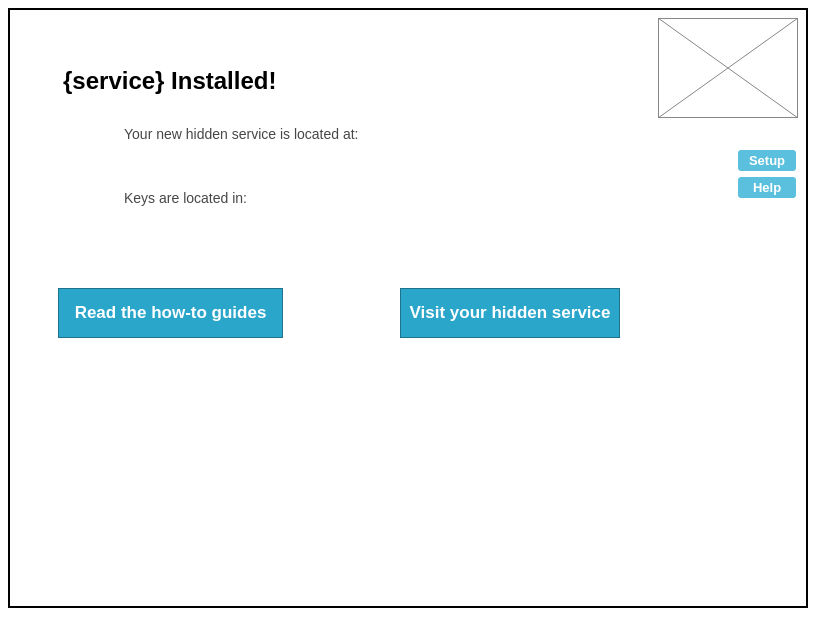 {service} Installed!
Your new hidden service is located at:
Setup
Help
Keys are located in:
Read the how-to guides
Visit your hidden service